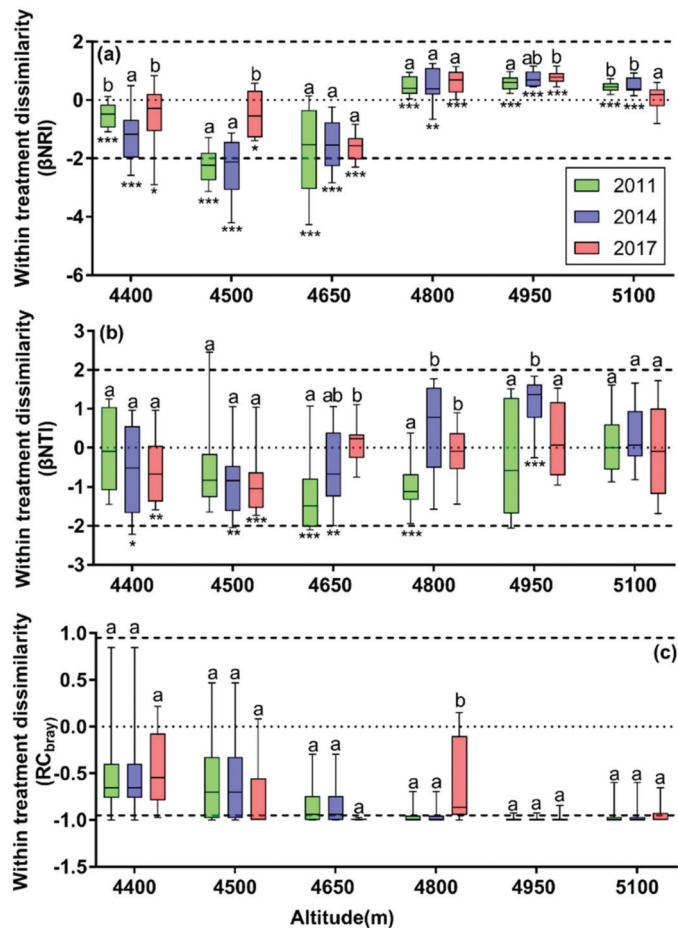 (a)
Within treatment dissimilarity
(βNRI)
2
0
-2
-4
-6
b a b
a a b
a a a
a a a
a ab b
b b a
*** *** *
*** *** *
*** *** ***
*** ** ***
*** *** ***
*** ***
2011
2014
2017
4400 4500 4650 4800 4950 5100
(b)
Within treatment dissimilarity
(βNTI)
3
2
1
0
-1
-2
-3
a a a
a a a
a ab b
a b b
a b a
a a a
* **
** ***
*** **
***
***
4400 4500 4650 4800 4950 5100
(c)
Within treatment dissimilarity
(RCbray)
1.0
0.5
0.0
-0.5
-1.0
-1.5
a a a
a a a
a a a
a a b
a a a
a a a
4400 4500 4650 4800 4950 5100
Altitude(m)